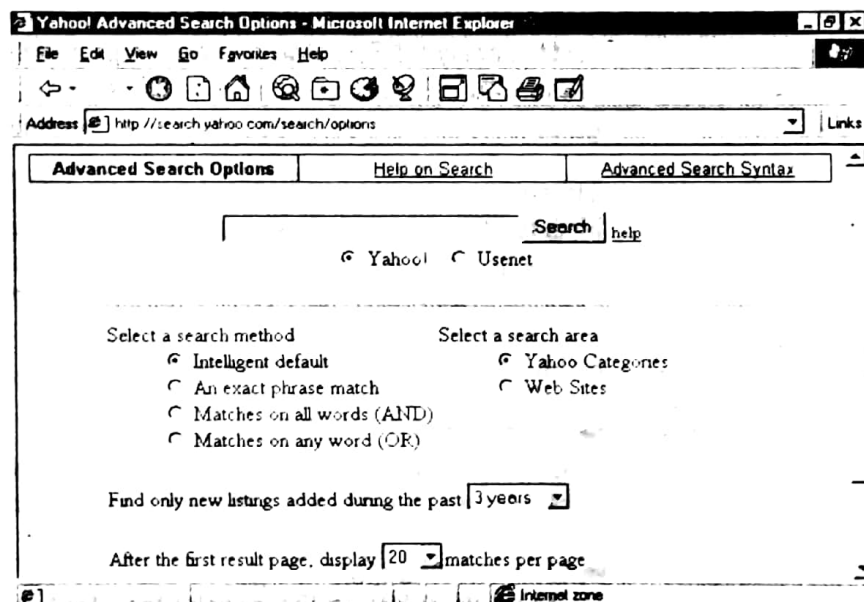 Yahoo! Advanced Search Options - Microsoft Internet Explorer
File Edit View Go Favorites Help
Address http //search yahoo com/search/options Links
Advanced Search Options Help on Search Advanced Search Syntax
Search help
Yahoo! Usenet
Select a search method Select a search area
Intelligent default Yahoo Categories
An exact phrase match Web Sites
Matches on all words (AND)
Matches on any word (OR)
Find only new listings added during the past 3 years
After the first result page, display 20 matches per page
Internet zone